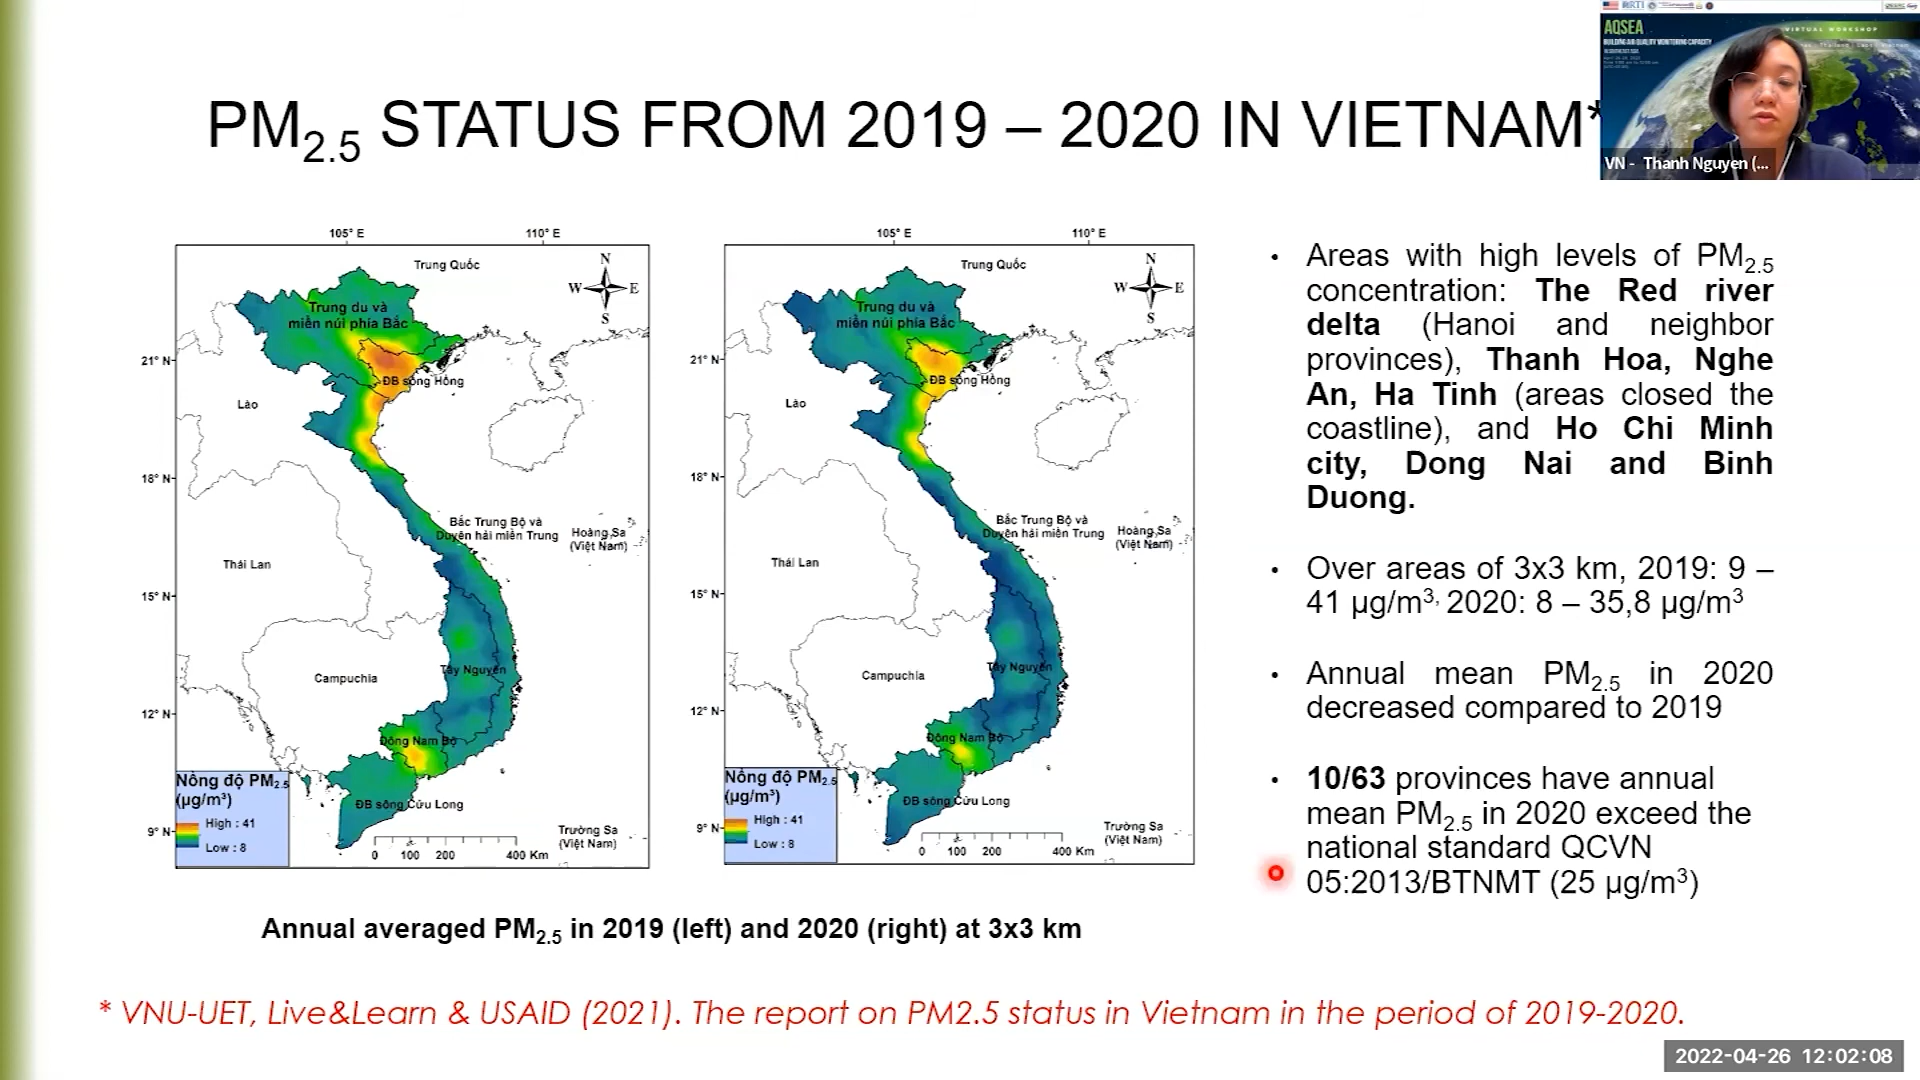 AQSEA
VIRTUAL WORKSHOP
BUILDING AIR QUALITY MONITORING CAPACITY
VN - Thanh Nguyen (...
PM2.5 STATUS FROM 2019 – 2020 IN VIETNAM*
105° E 110° E
Trung Quốc
N
W E
S
Trung du và
miền núi phía Bắc
21° N
ĐB sông Hồng
Lào
18° N
Bắc Trung Bộ và
Duyên hải miền Trung
Hoàng Sa
(Việt Nam)
Thái Lan
15° N
Tây Nguyên
Campuchia
12° N
Đông Nam Bộ
Nồng độ PM2.5
(µg/m³)
High : 41
Low : 8
ĐB sông Cửu Long
9° N
Trường Sa
(Việt Nam)
0 100 200 400 Km
105° E 110° E
Trung Quốc
N
W E
S
Trung du và
miền núi phía Bắc
21° N
ĐB sông Hồng
Lào
18° N
Bắc Trung Bộ và
Duyên hải miền Trung
Hoàng Sa
(Việt Nam)
Thái Lan
15° N
Tây Nguyên
Campuchia
12° N
Đông Nam Bộ
Nồng độ PM2.5
(µg/m³)
High : 41
Low : 8
ĐB sông Cửu Long
9° N
Trường Sa
(Việt Nam)
0 100 200 400 Km
Annual averaged PM2.5 in 2019 (left) and 2020 (right) at 3x3 km
• Areas with high levels of PM2.5
concentration: The Red river
delta (Hanoi and neighbor
provinces), Thanh Hoa, Nghe
An, Ha Tinh (areas closed the
coastline), and Ho Chi Minh
city, Dong Nai and Binh
Duong.
• Over areas of 3x3 km, 2019: 9 –
41 µg/m³, 2020: 8 – 35,8 µg/m³
• Annual mean PM2.5 in 2020
decreased compared to 2019
• 10/63 provinces have annual
mean PM2.5 in 2020 exceed the
national standard QCVN
05:2013/BTNMT (25 µg/m³)
* VNU-UET, Live&Learn & USAID (2021). The report on PM2.5 status in Vietnam in the period of 2019-2020.
2022-04-26 12:02:08